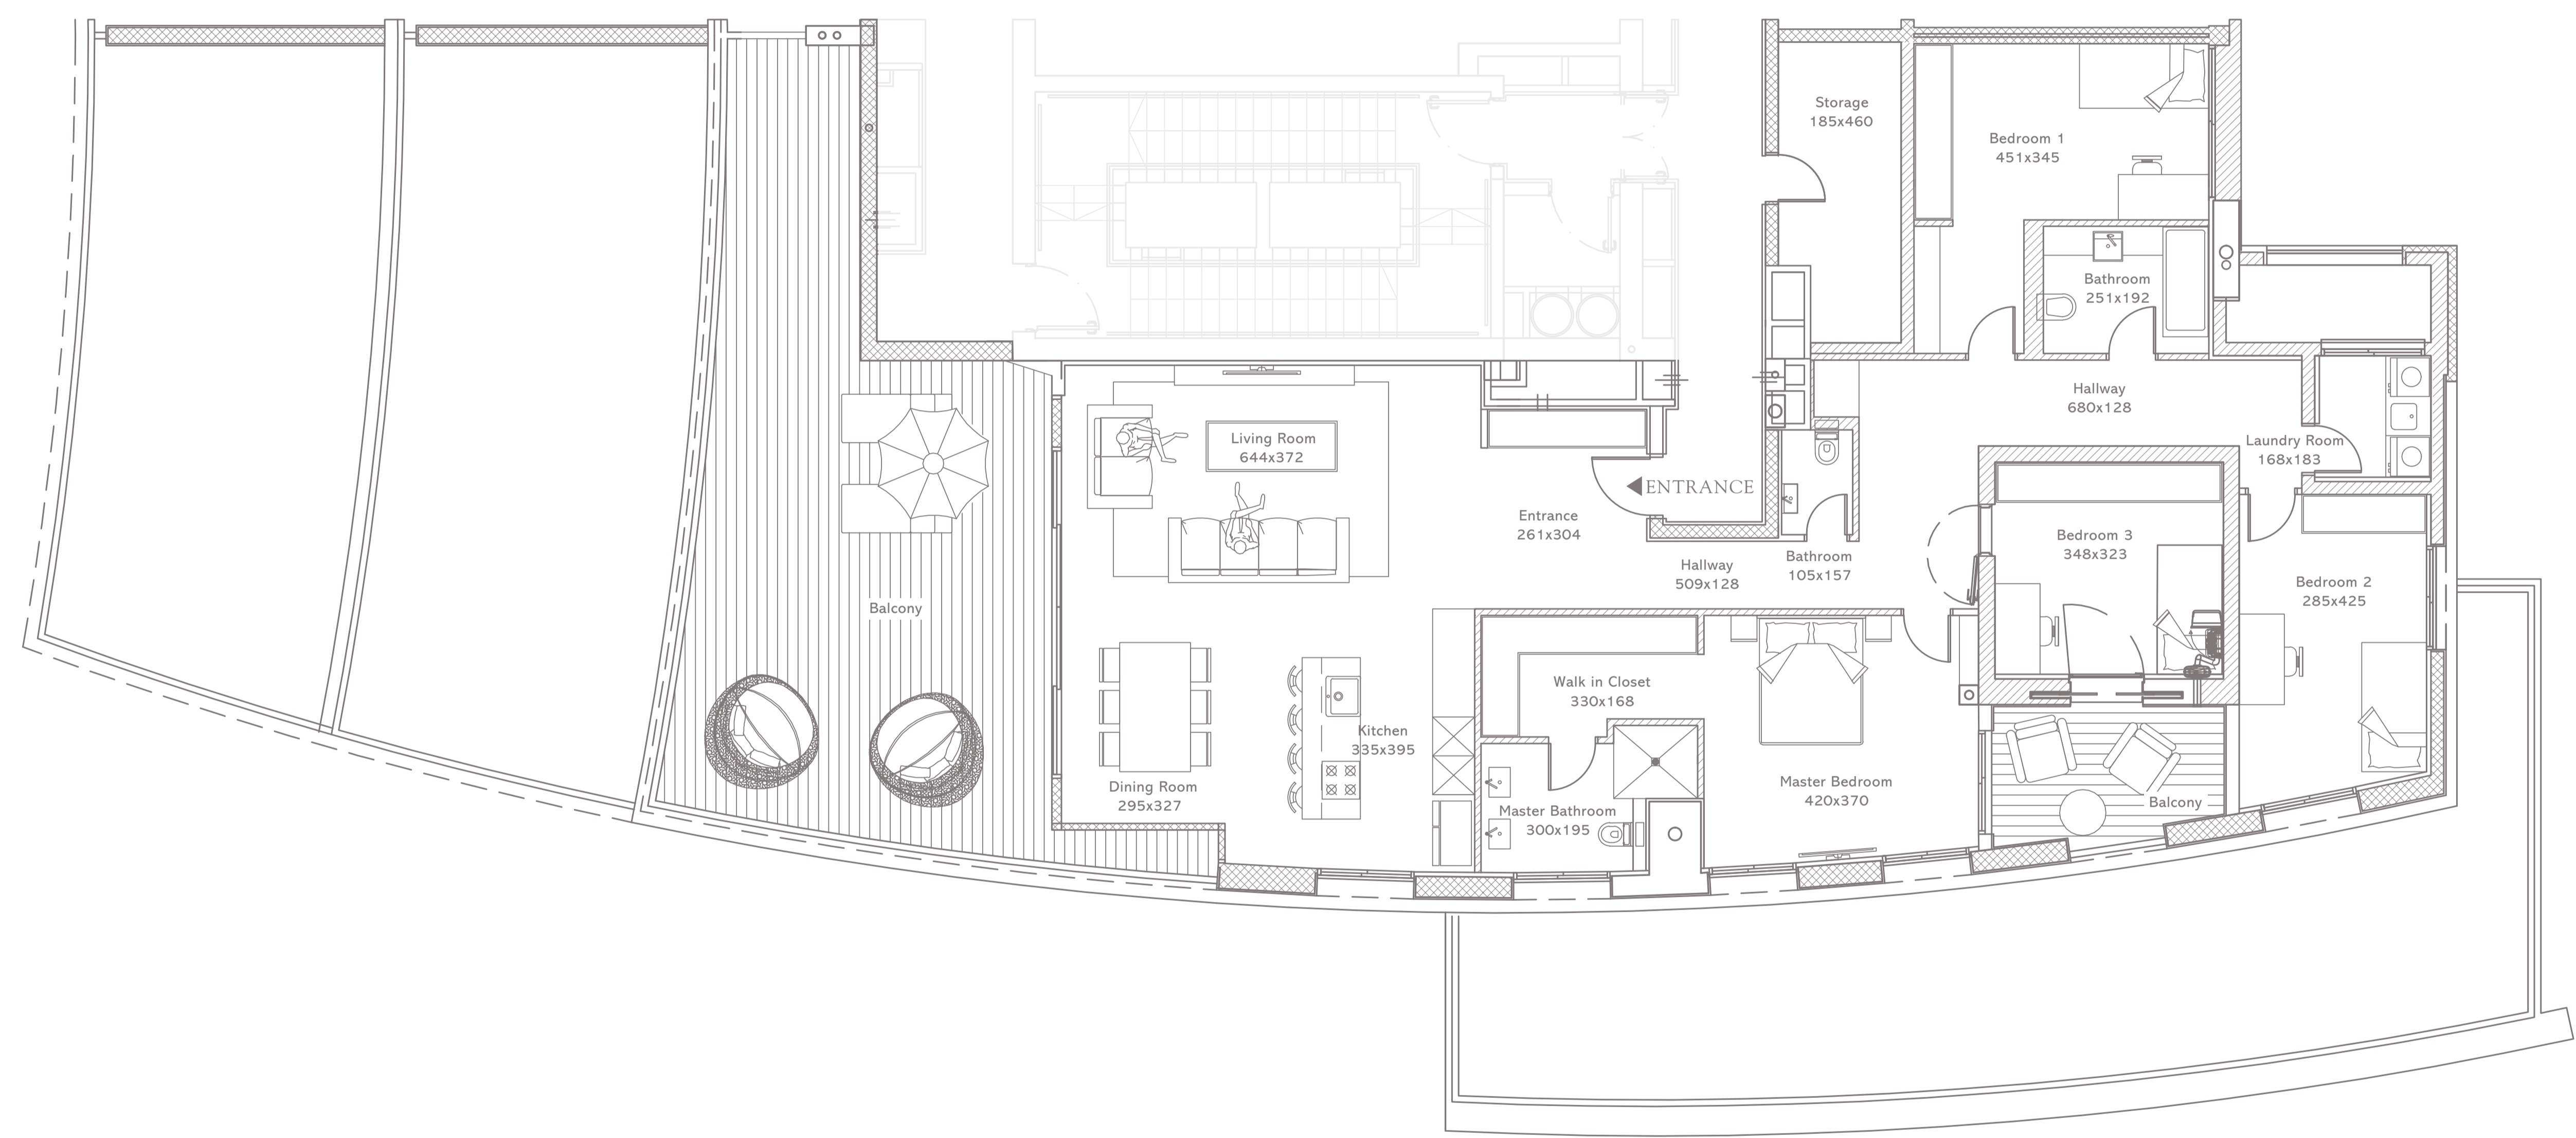 Storage
185x460
Bedroom 1
451x345
Bathroom
251x192
Hallway
680x128
Living Room
644x372
Laundry Room
168x183
ENTRANCE
Entrance
261x304
Bedroom 3
348x323
Bathroom
105x157
Hallway
509x128
Bedroom 2
285x425
Balcony
Walk in Closet
330x168
Kitchen
335x395
Dining Room
295x327
Master Bedroom
420x370
Balcony
Master Bathroom
300x195